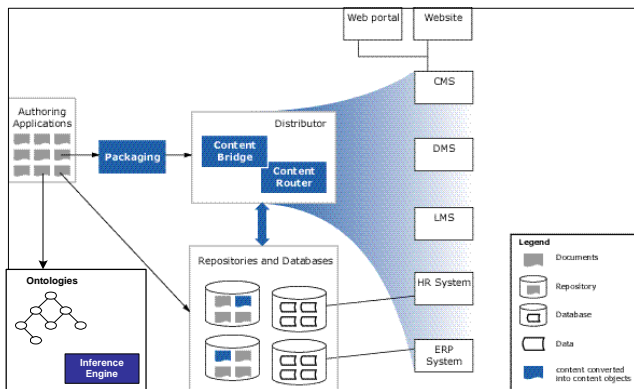 Web portal
Website
CMS
Authoring
Applications
Distributor
Packaging
Content
Bridge
Content
Router
DMS
LMS
Repositories and Databases
HR System
ERP
System
Ontologies
Inference
Engine
Legend
Documents
Repository
Database
Data
content converted
into content objects